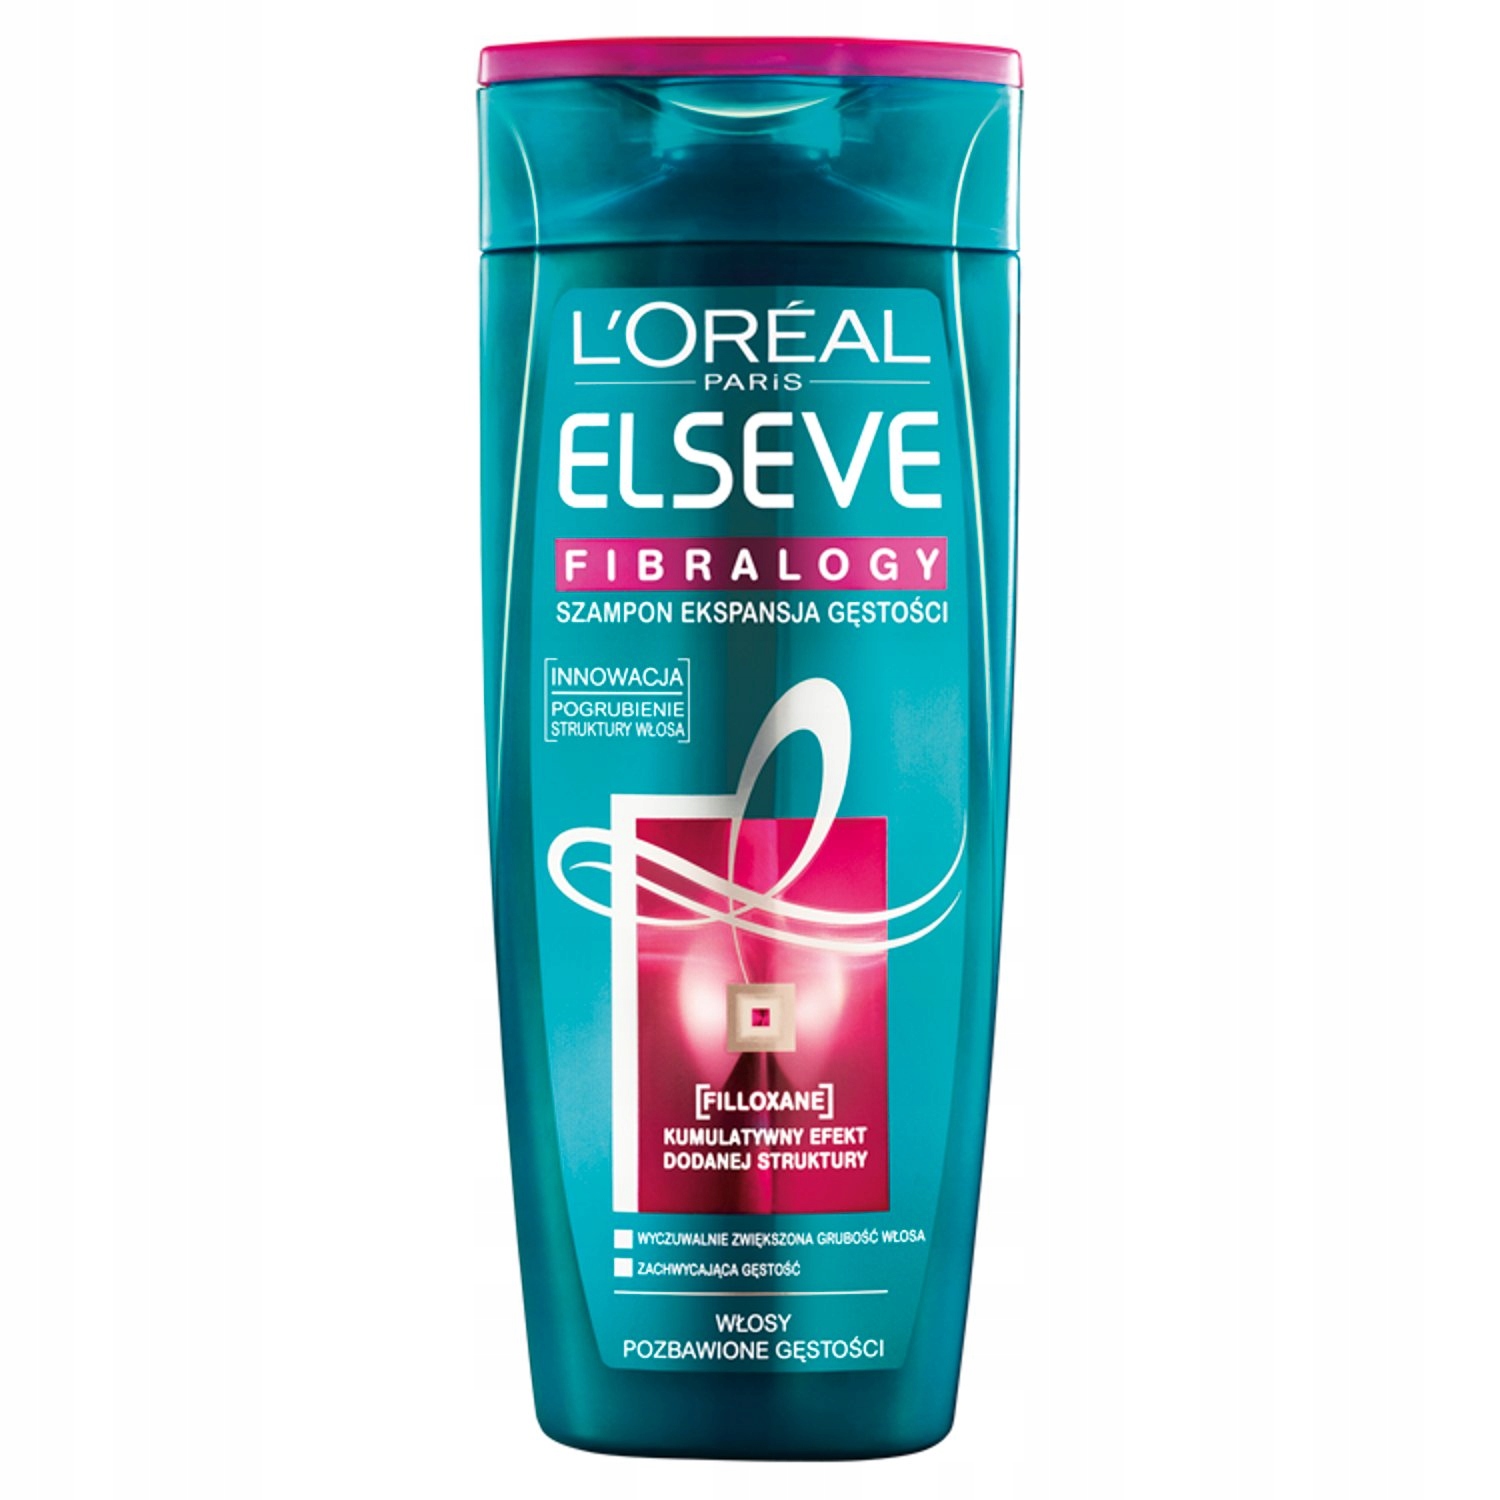 L'ORÉAL
PARiS
ELSEVE
FIBRALOGY
SZAMPON EKSPANSJA GĘSTOŚCI
INNOWACJA
POGRUBIENIE
STRUKTURY WŁOSA
[FILLOXANE]
KUMULATYWNY EFEKT
DODANEJ STRUKTURY
WYCZUWALNIE ZWIĘKSZONA GRUBOŚĆ WŁOSA
ZACHWYCAJĄCA GĘSTOŚĆ
WŁOSY
POZBAWIONE GĘSTOŚCI